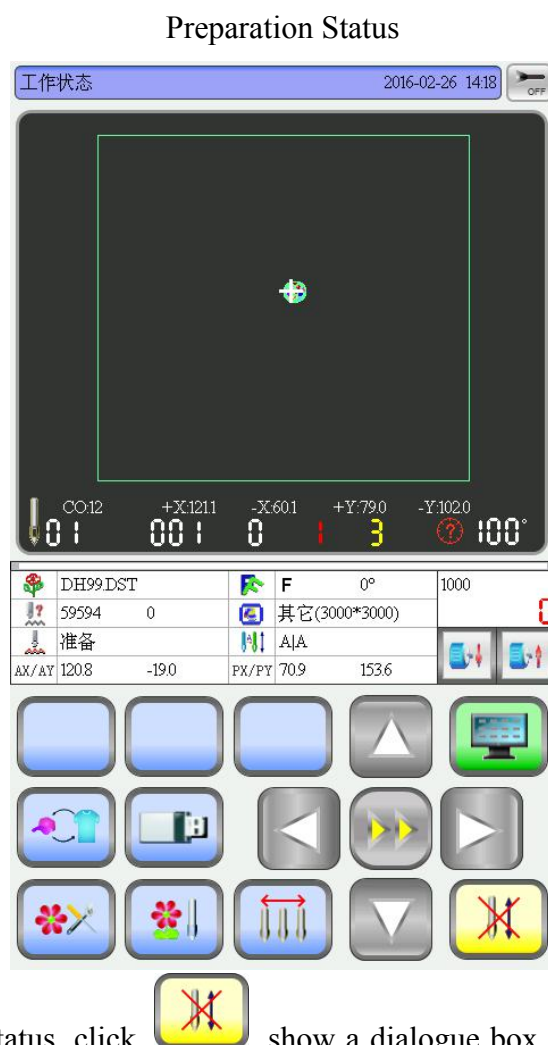 Preparation Status
工作状态 2016-02-26 14:18 OFF
CO:12 +X:121.1 -X:60.1 +Y:79.0 -Y:102.0
01 001 0 1 3 ? 100°
DH99.DST F 0° 1000
59594 0 其它(3000*3000) 0
准备 A|A
AX/AY 120.8 -19.0 PX/PY 70.9 153.6
status, click show a dialogue box